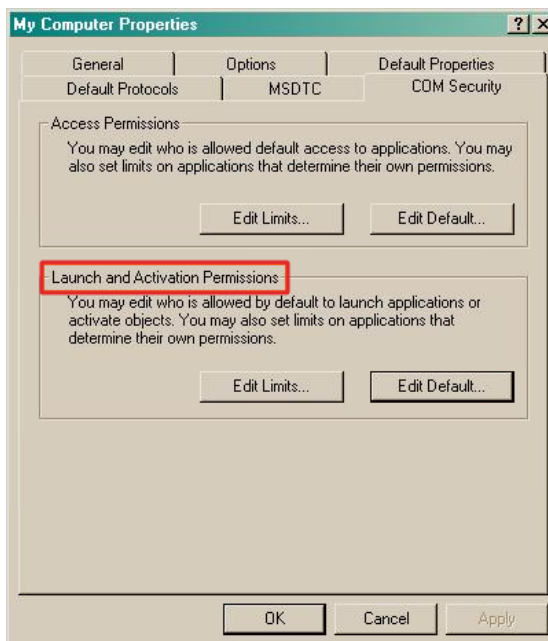 My Computer Properties
General Options Default Properties
Default Protocols MSDTC COM Security
Access Permissions
You may edit who is allowed default access to applications. You may
also set limits on applications that determine their own permissions.
Edit Limits... Edit Default...
Launch and Activation Permissions
You may edit who is allowed by default to launch applications or
activate objects. You may also set limits on applications that
determine their own permissions.
Edit Limits... Edit Default...
OK Cancel Apply